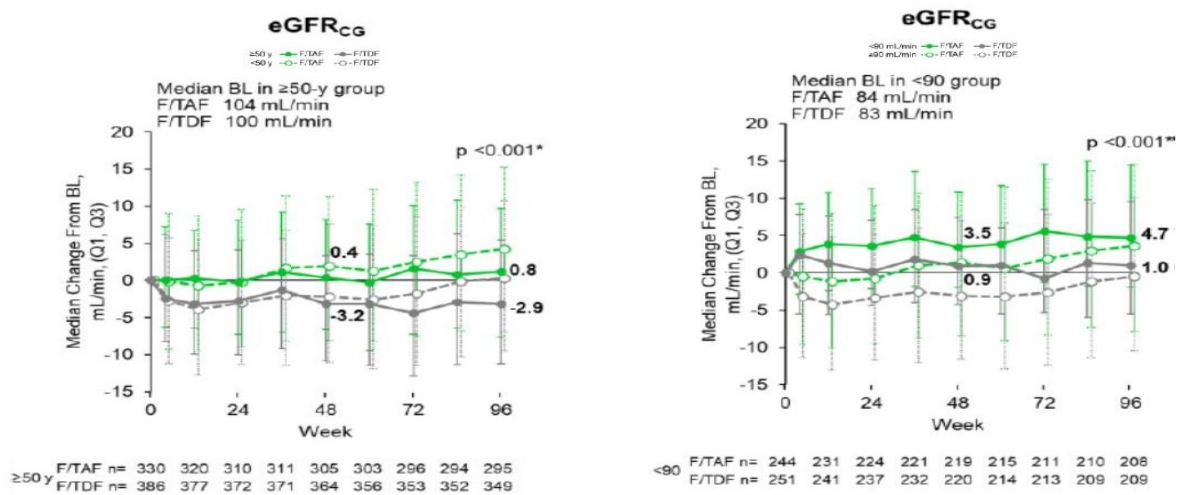 eGFRCG
≥50 y F/TAF F/TDF
<50 y F/TAF F/TDF
Median BL in ≥50-y group
F/TAF 104 mL/min
F/TDF 100 mL/min
p <0.001*
Median Change From BL,
mL/min, (Q1, Q3)
20
15
10
5
0
-5
-10
-15
0.4
0.8
-3.2
-2.9
0 24 48 72 96
Week
≥50 y
F/TAF n= 330 320 310 311 305 303 296 294 295
F/TDF n= 386 377 372 371 364 356 353 352 349
eGFRCG
<90 mL/min F/TAF F/TDF
≥90 mL/min F/TAF F/TDF
Median BL in <90 group
F/TAF 84 mL/min
F/TDF 83 mL/min
p <0.001*
Median Change From BL,
mL/min, (Q1, Q3)
20
15
10
5
0
-5
-10
-15
3.5
4.7
0.9
1.0
0 24 48 72 96
Week
<90
F/TAF n= 244 231 224 221 219 215 211 210 208
F/TDF n= 251 241 237 232 220 214 213 209 209